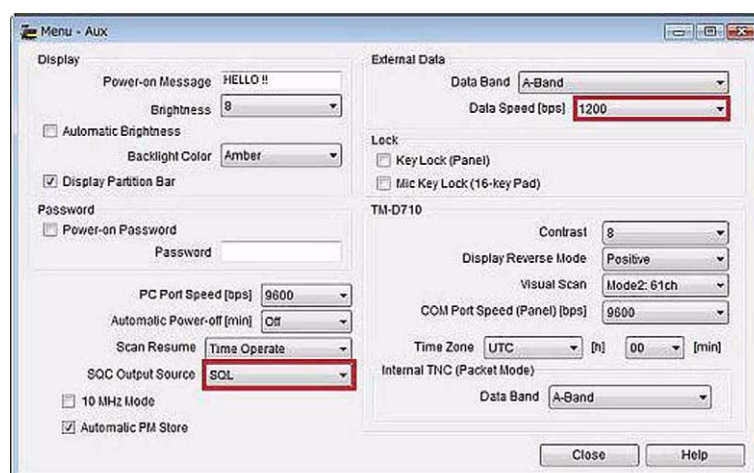 Menu - Aux
Display
Power-on Message HELLO !!
Brightness 8
Automatic Brightness
Backlight Color Amber
Display Partition Bar
Password
Power-on Password
Password
PC Port Speed [bps] 9600
Automatic Power-off [min] Off
Scan Resume Time Operate
SQC Output Source SQL
10 MHz Mode
Automatic PM Store
External Data
Data Band A-Band
Data Speed [bps] 1200
Lock
Key Lock (Panel)
Mic Key Lock (16-key Pad)
TM-D710
Contrast 8
Display Reverse Mode Positive
Visual Scan Mode2: 61ch
COM Port Speed (Panel) [bps] 9600
Time Zone UTC [h] 00 [min]
Internal TNC (Packet Mode)
Data Band A-Band
Close Help